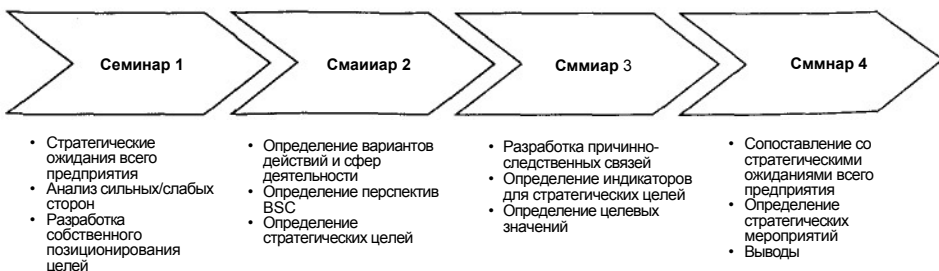 Семинар 1
Смаииар 2
Сммиар 3
Сммнар 4
• Стратегические
ожидания всего
предприятия
• Анализ сильных/слабых
сторон
• Разработка
собственного
позиционирования
целей
• Определение вариантов
действий и сфер
деятельности
• Определение перспектив
BSC
• Определение
стратегических целей
• Разработка причинно-
следственных связей
• Определение индикаторов
для стратегических целей
• Определение целевых
значений
• Сопоставление со
стратегическими
ожиданиями всего
предприятия
• Определение
стратегических
мероприятий
• Выводы